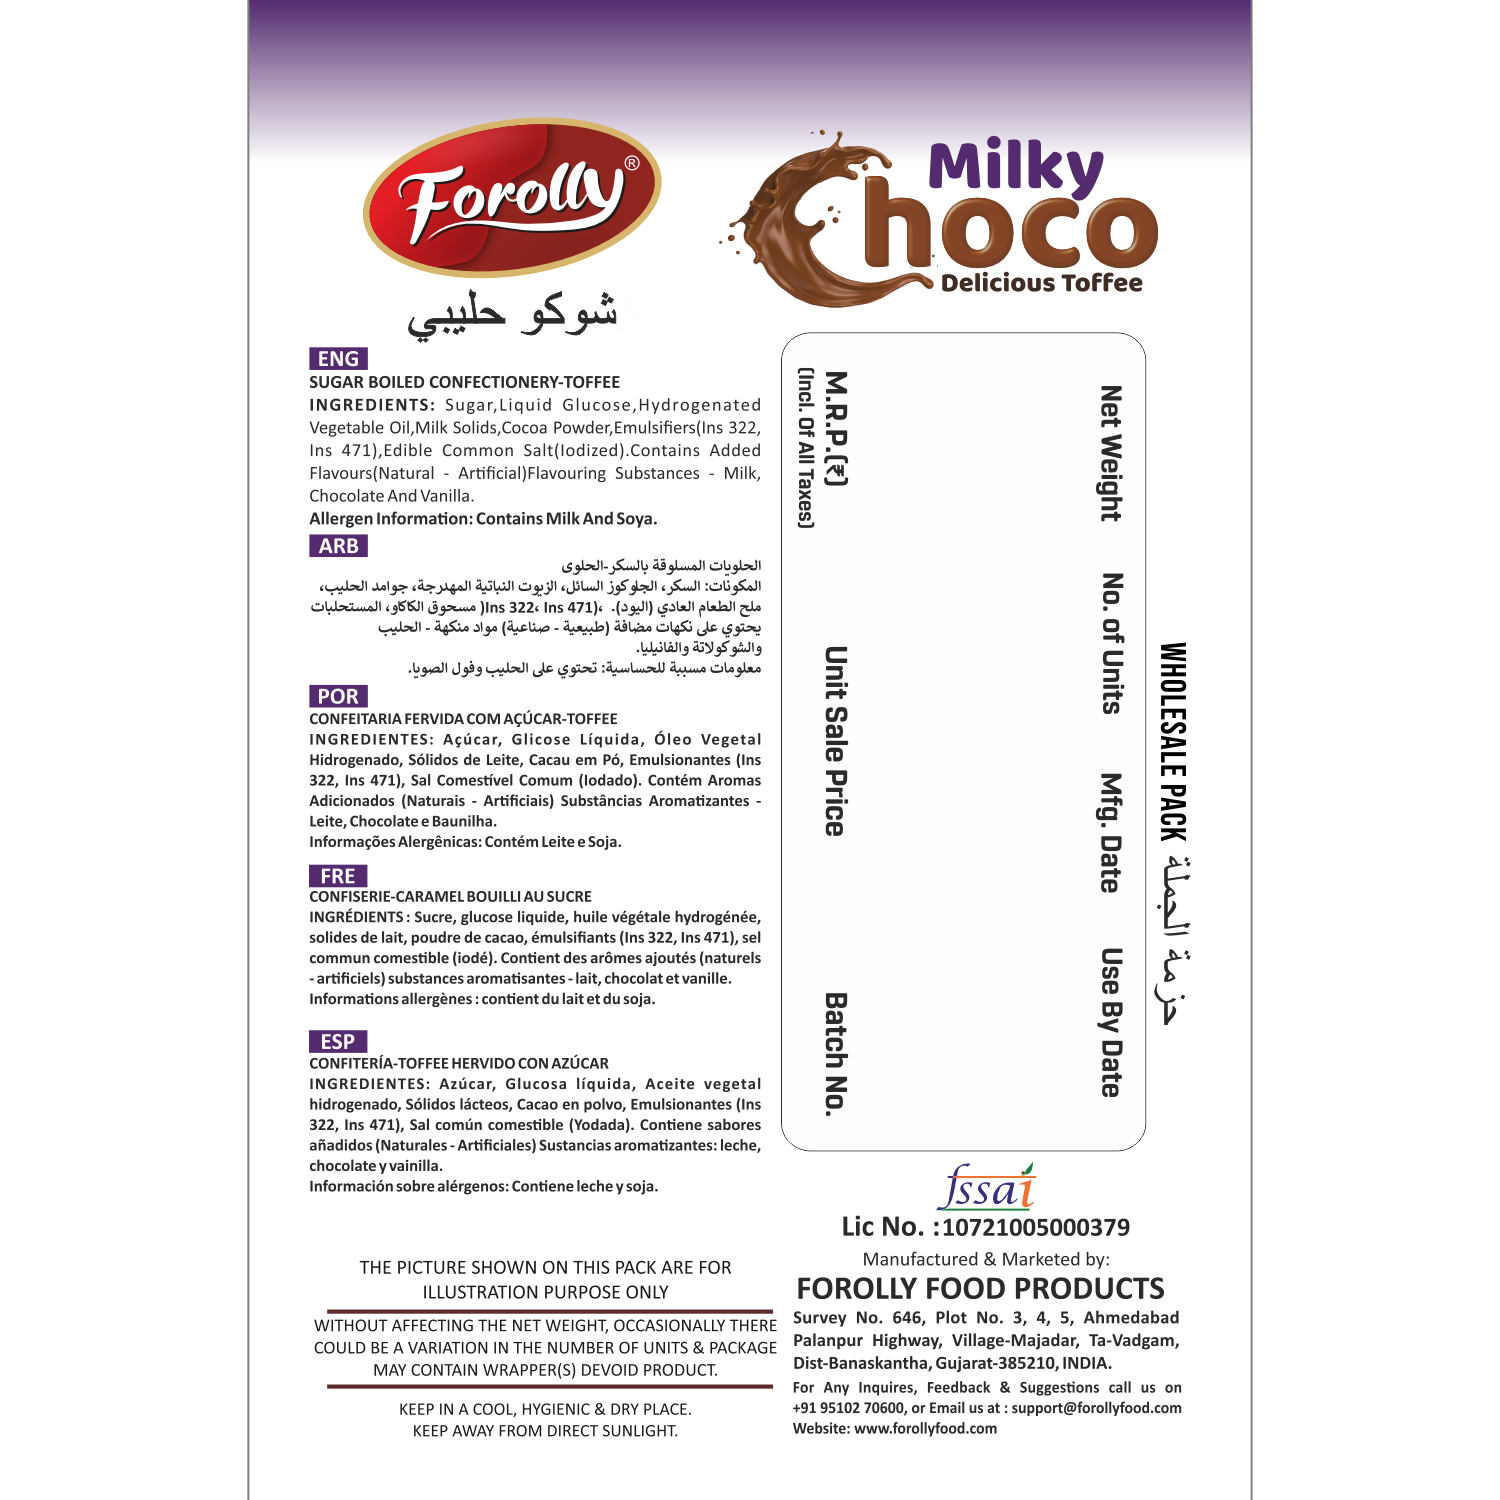 Forolly®
شوكو حليبي
Milky
Choco
Delicious Toffee
ENG
SUGAR BOILED CONFECTIONERY-TOFFEE
INGREDIENTS: Sugar,Liquid Glucose,Hydrogenated
Vegetable Oil,Milk Solids,Cocoa Powder,Emulsifiers(Ins 322,
Ins 471),Edible Common Salt(Iodized).Contains Added
Flavours(Natural - Artificial)Flavouring Substances - Milk,
Chocolate And Vanilla.
Allergen Information: Contains Milk And Soya.
ARB
الحلويات المسلوقة بالسكر-الحلوى
المكونات: السكر، الجلوكوز السائل، الزيوت النباتية المهدرجة، جوامد الحليب،
ملح الطعام العادي (اليود). ،(Ins 322، Ins 471( مسحوق الكاكاو، المستحلبات
يحتوي على نكهات مضافة (طبيعية - صناعية) مواد منكهة - الحليب
والشوكولاتة والفانيليا.
معلومات مسببة للحساسية: تحتوي على الحليب وفول الصويا.
POR
CONFEITARIA FERVIDA COM AÇÚCAR-TOFFEE
INGREDIENTES: Açúcar, Glicose Líquida, Óleo Vegetal
Hidrogenado, Sólidos de Leite, Cacau em Pó, Emulsionantes (Ins
322, Ins 471), Sal Comestível Comum (Iodado). Contém Aromas
Adicionados (Naturais - Artificiais) Substâncias Aromatizantes -
Leite, Chocolate e Baunilha.
Informações Alergênicas: Contém Leite e Soja.
FRE
CONFISERIE-CARAMEL BOUILLI AU SUCRE
INGRÉDIENTS : Sucre, glucose liquide, huile végétale hydrogénée,
solides de lait, poudre de cacao, émulsifiants (Ins 322, Ins 471), sel
commun comestible (iodé). Contient des arômes ajoutés (naturels
- artificiels) substances aromatisantes - lait, chocolat et vanille.
Informations allergènes : contient du lait et du soja.
ESP
CONFITERÍA-TOFFEE HERVIDO CON AZÚCAR
INGREDIENTES: Azúcar, Glucosa líquida, Aceite vegetal
hidrogenado, Sólidos lácteos, Cacao en polvo, Emulsionantes (Ins
322, Ins 471), Sal común comestible (Yodada). Contiene sabores
añadidos (Naturales - Artificiales) Sustancias aromatizantes: leche,
chocolate y vainilla.
Información sobre alérgenos: Contiene leche y soja.
THE PICTURE SHOWN ON THIS PACK ARE FOR
ILLUSTRATION PURPOSE ONLY
WITHOUT AFFECTING THE NET WEIGHT, OCCASIONALLY THERE
COULD BE A VARIATION IN THE NUMBER OF UNITS & PACKAGE
MAY CONTAIN WRAPPER(S) DEVOID PRODUCT.
KEEP IN A COOL, HYGIENIC & DRY PLACE.
KEEP AWAY FROM DIRECT SUNLIGHT.
Net Weight
No. of Units
Mfg. Date
Use By Date
M.R.P.(₹)
(Incl. Of All Taxes)
Unit Sale Price
Batch No.
WHOLESALE PACK حزمة الجملة
fssai
Lic No. :10721005000379
Manufactured & Marketed by:
FOROLLY FOOD PRODUCTS
Survey No. 646, Plot No. 3, 4, 5, Ahmedabad
Palanpur Highway, Village-Majadar, Ta-Vadgam,
Dist-Banaskantha, Gujarat-385210, INDIA.
For Any Inquires, Feedback & Suggestions call us on
+91 95102 70600, or Email us at : support@forollyfood.com
Website: www.forollyfood.com